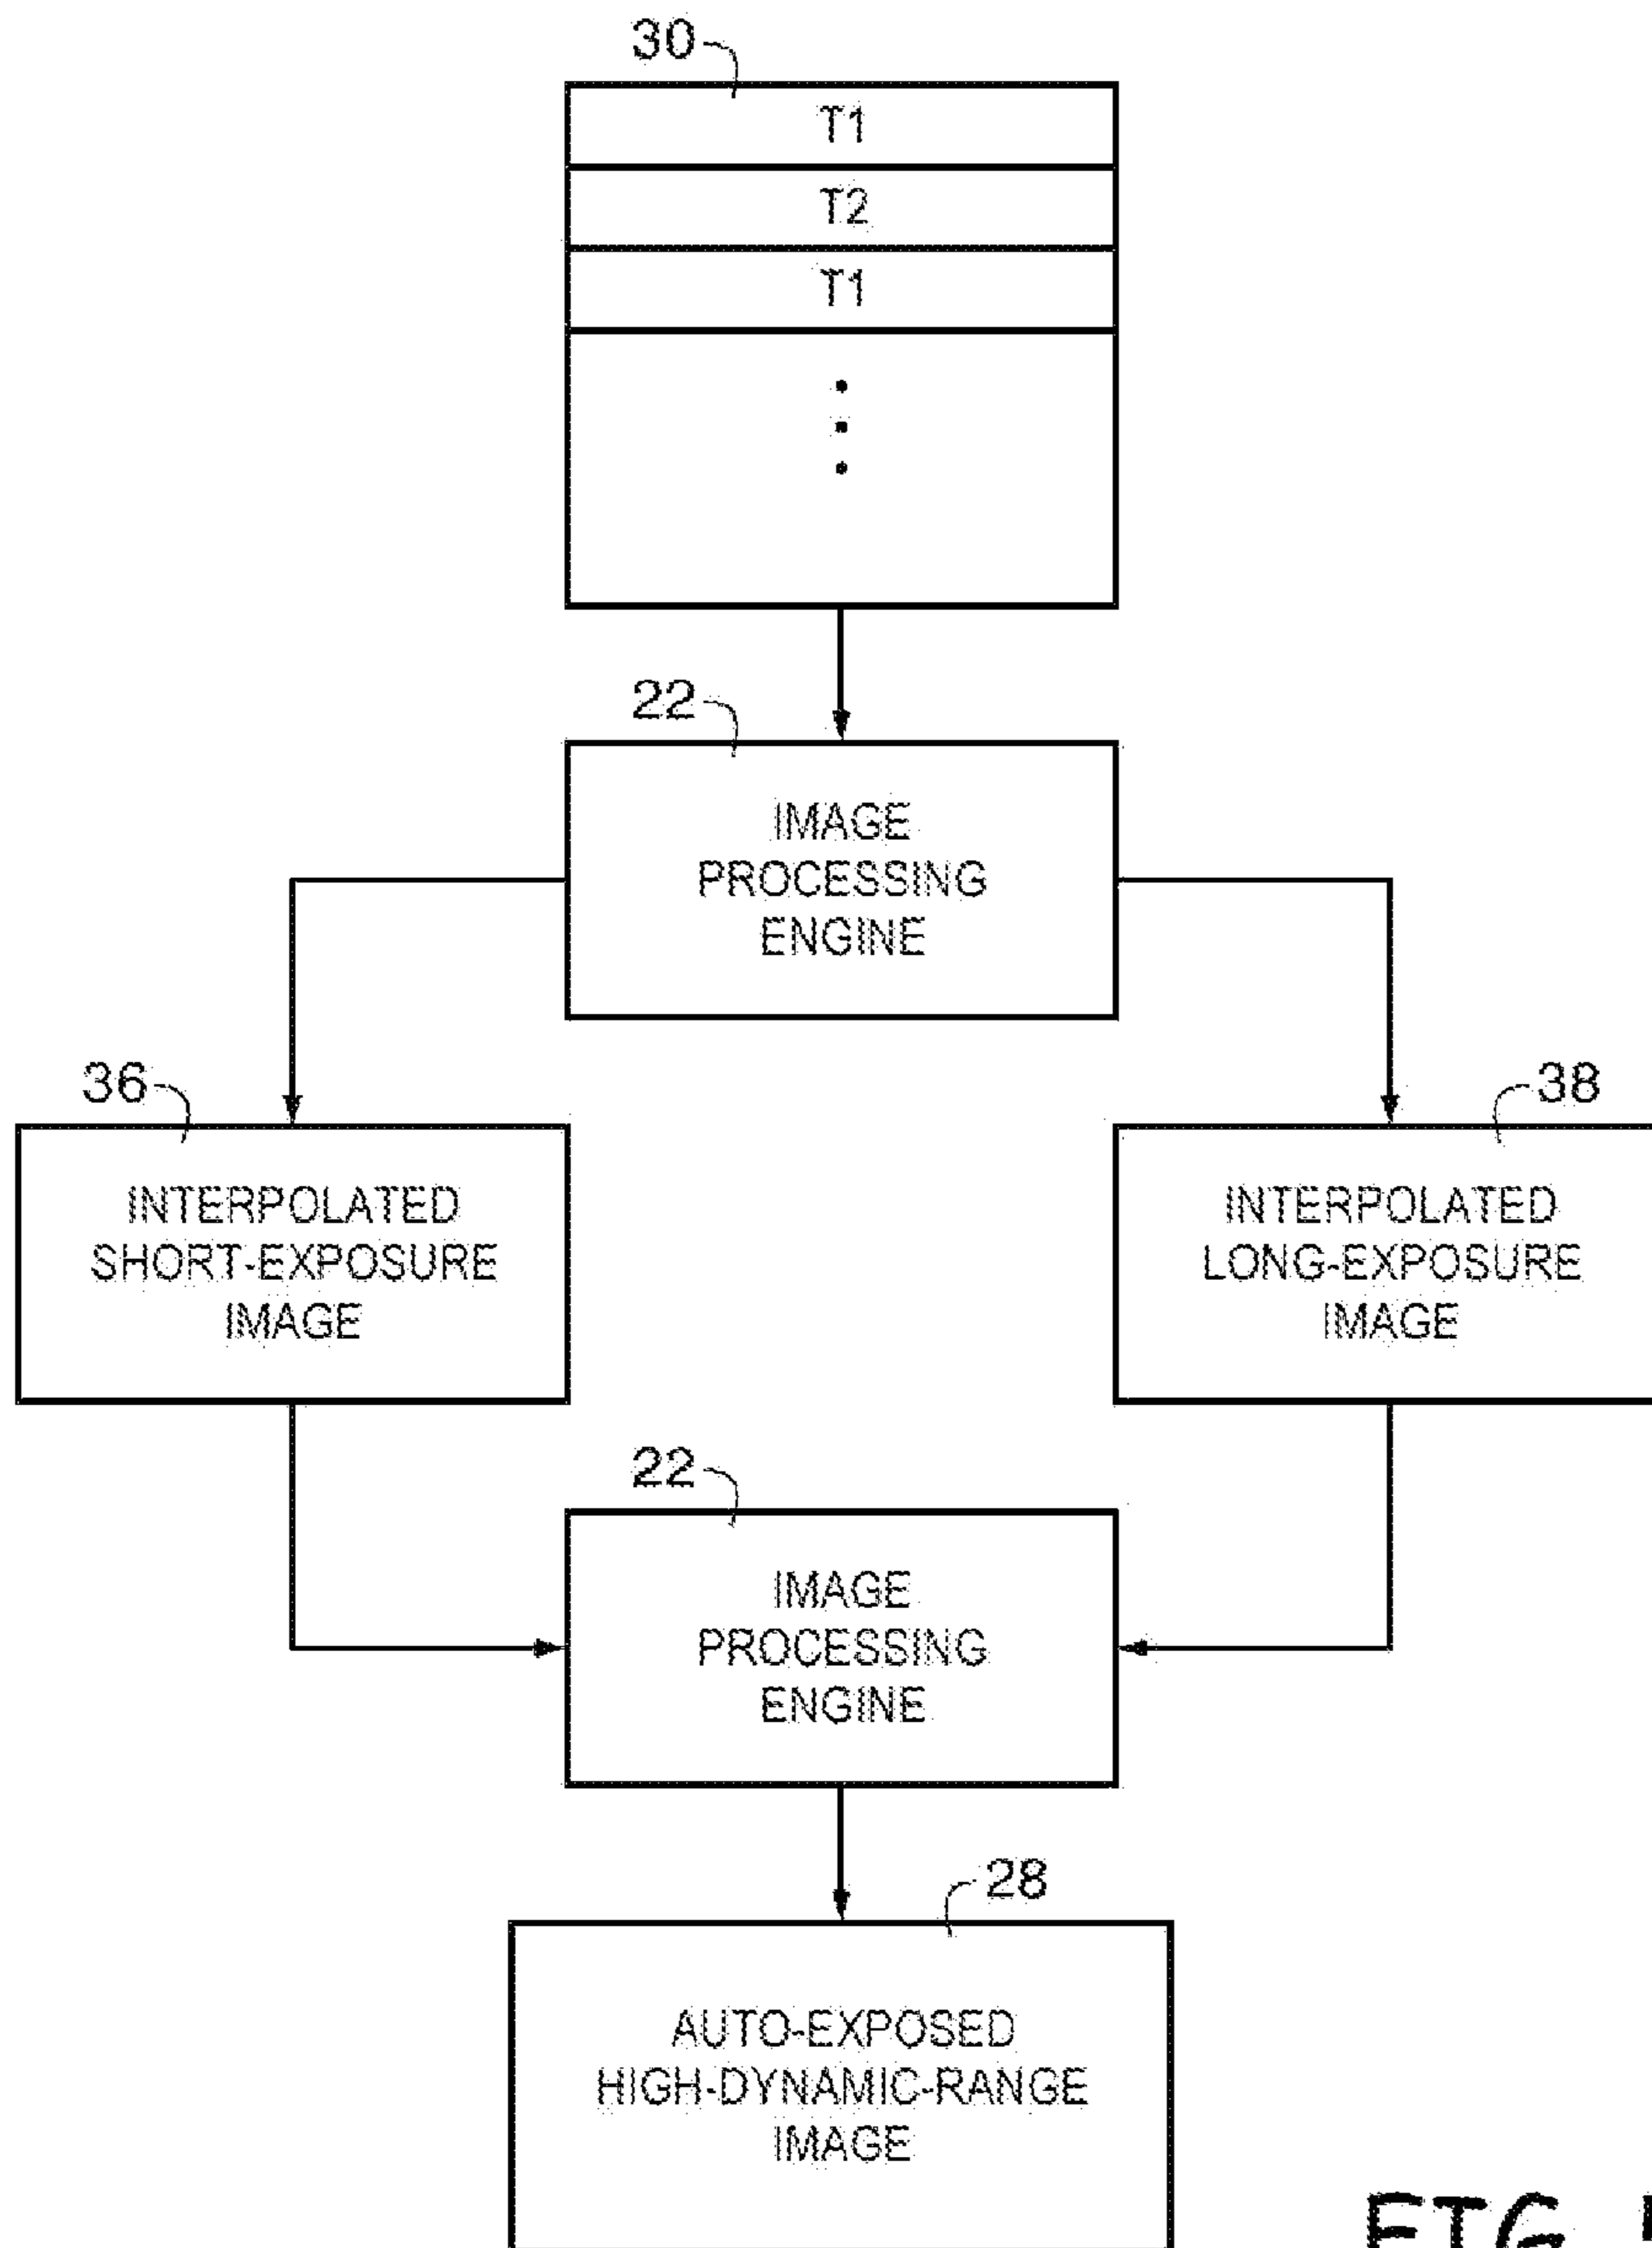 30
T1
T2
T1
22
IMAGE
PROCESSING
ENGINE
36
38
INTERPOLATED
SHORT-EXPOSURE
IMAGE
INTERPOLATED
LONG-EXPOSURE
IMAGE
22
IMAGE
PROCESSING
ENGINE
28
AUTO-EXPOSED
HIGH-DYNAMIC-RANGE
IMAGE
FIG.